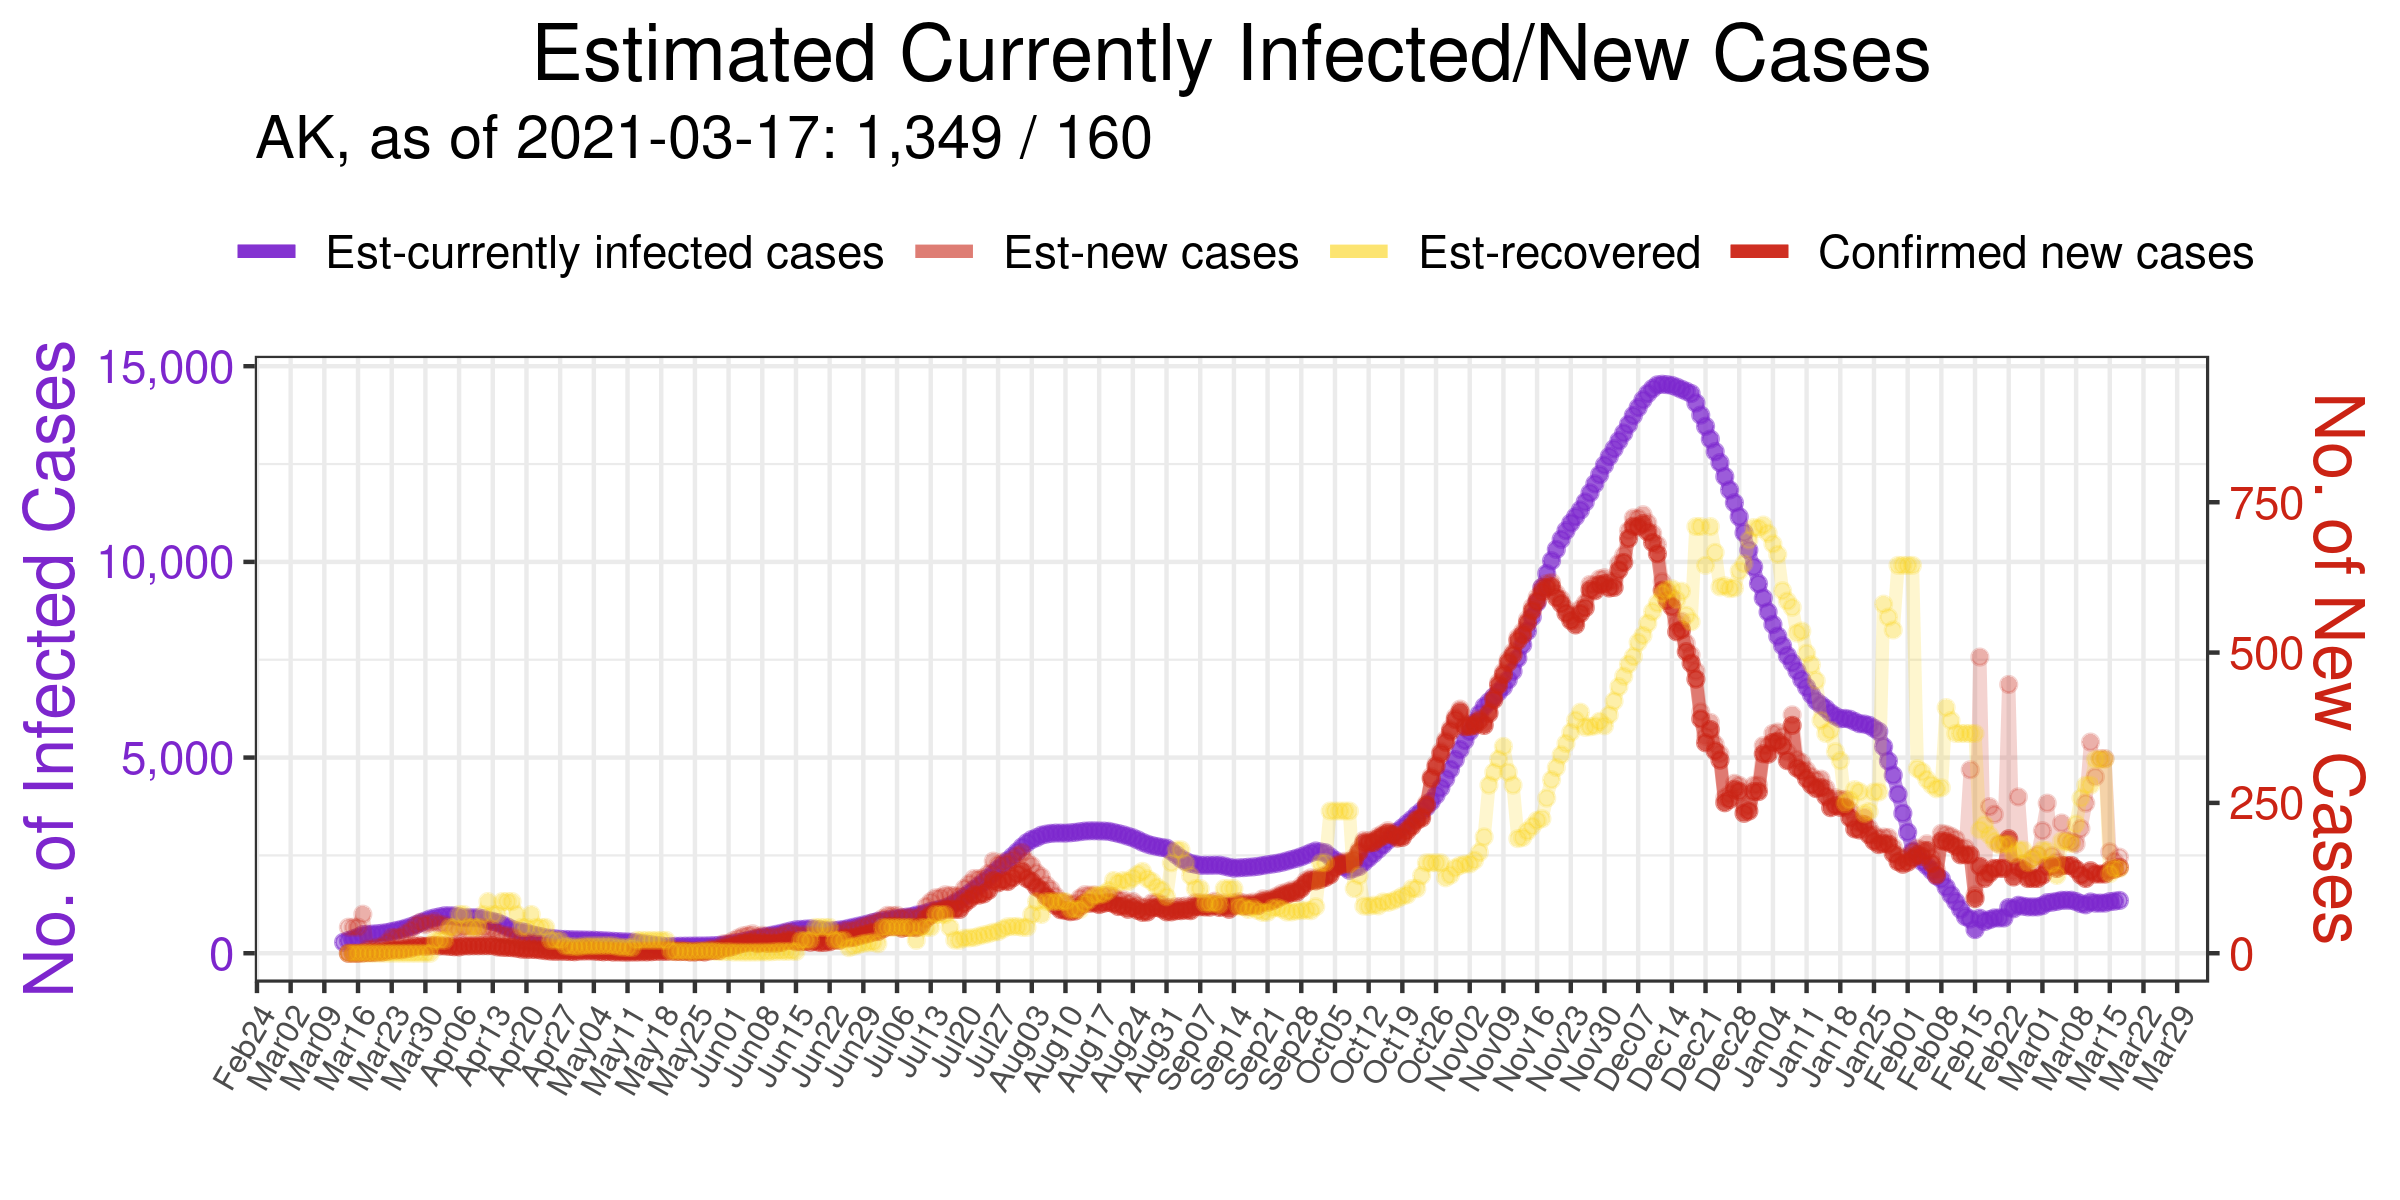 Estimated Currently Infected/New Cases
AK, as of 2021-03-17: 1,349 / 160
Est-currently infected cases
Est-new cases
Est-recovered
Confirmed new cases
No. of Infected Cases
15,000
10,000
5,000
0
No. of New Cases
750
500
250
0
Feb24
Mar02
Mar09
Mar16
Mar23
Mar30
Apr06
Apr13
Apr20
Apr27
May04
May11
May18
May25
Jun01
Jun08
Jun15
Jun22
Jun29
Jul06
Jul13
Jul20
Jul27
Aug03
Aug10
Aug17
Aug24
Aug31
Sep07
Sep14
Sep21
Sep28
Oct05
Oct12
Oct19
Oct26
Nov02
Nov09
Nov16
Nov23
Nov30
Dec07
Dec14
Dec21
Dec28
Jan04
Jan11
Jan18
Jan25
Feb01
Feb08
Feb15
Feb22
Mar01
Mar08
Mar15
Mar22
Mar29